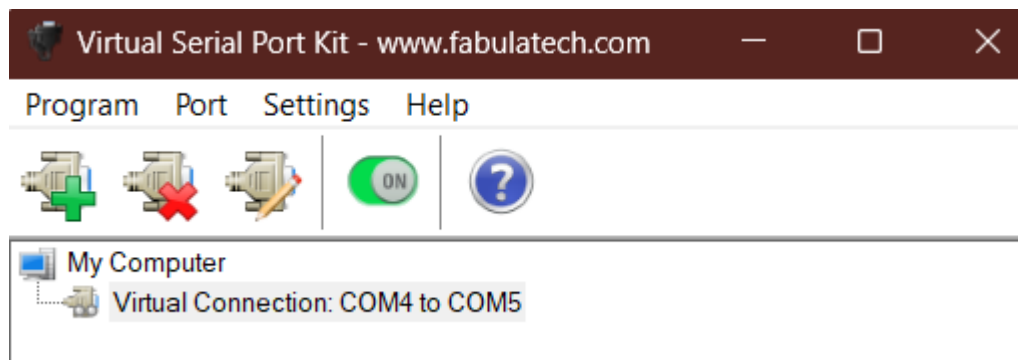 Virtual Serial Port Kit - www.fabulatech.com
Program Port Settings Help
ON ?
My Computer
Virtual Connection: COM4 to COM5